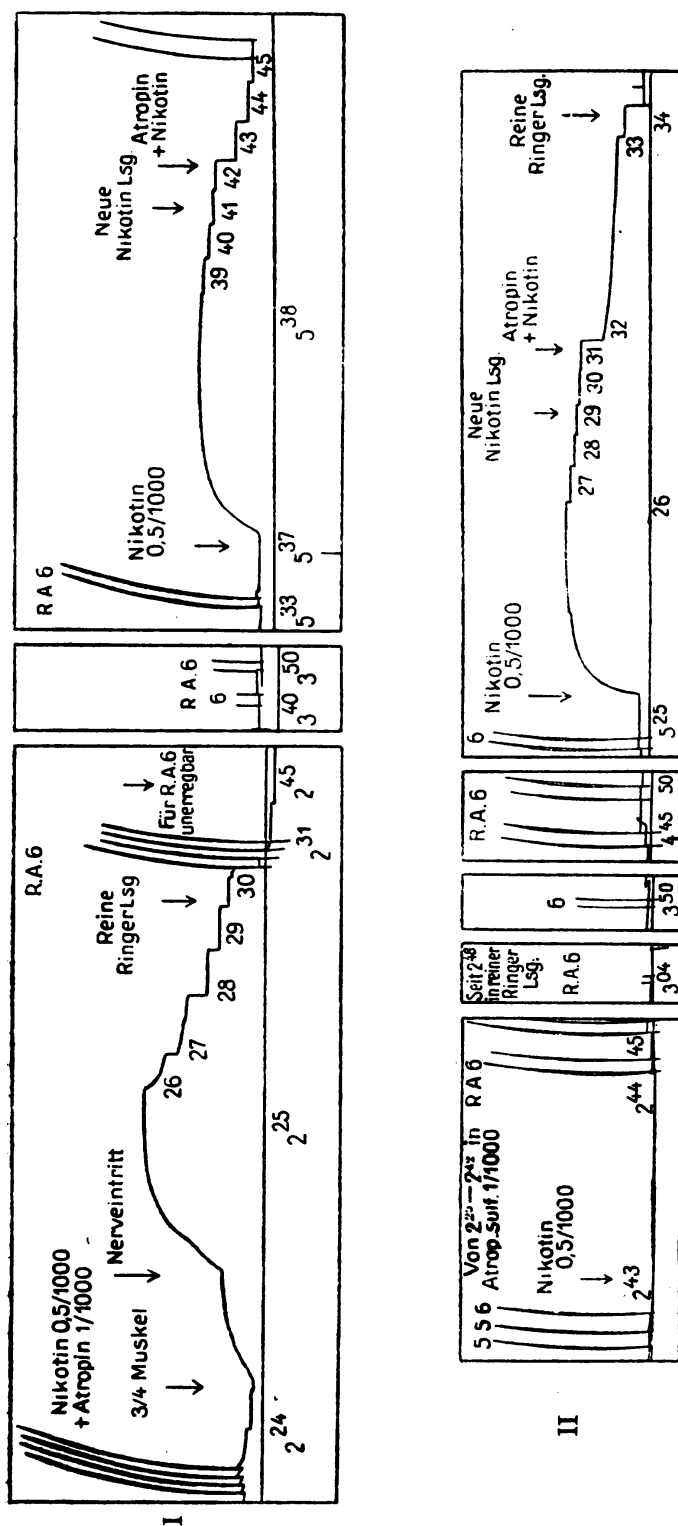 I
Nikotin 0,5/1000
+ Atropin 1/1000
3/4 Muskel
Nerveintritt
Reine
Ringer Lsg
R.A.6
Für R.A.6
unerregbar
2 24
2 25
26
27
28
29
30
2 31
2 45
R A.6
6
3 40
3 50
R A 6
Nikotin
0,5/1000
Neue
Nikotin Lsg.
Atropin
+ Nikotin
5 33
5 37
5 38
39
40
41
42
43
44
45
II
5 5 6
Atrop. sulf. 1/1000
Nikotin
0,5/1000
R A 6
2 43
2 44
45
Seit 2 48
in reiner
Ringer
Lsg.
R.A.6
3 04
6
3 50
R.A.6
4 45
50
6
Nikotin
0,5/1000
Neue
Nikotin Lsg.
Atropin
+ Nikotin
Reine
Ringer Lsg.
5 25
26
27
28
29
30
31
32
33
34